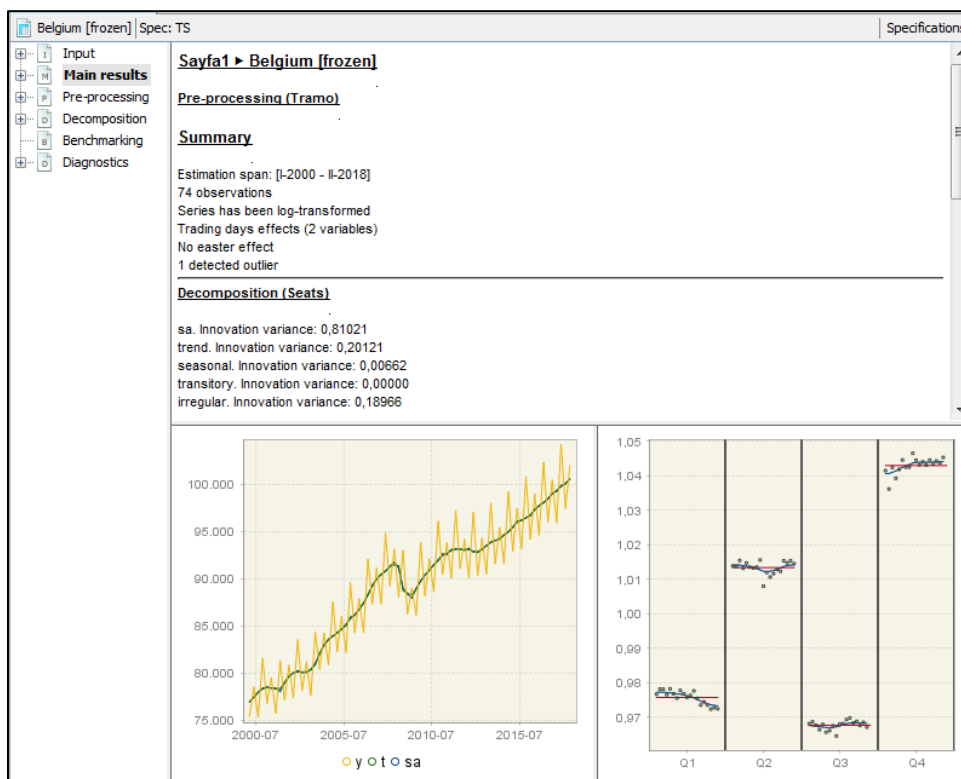 Belgium [frozen] Spec: TS Specifications
I Input
M Main results
P Pre-processing
D Decomposition
B Benchmarking
D Diagnostics
Sayfa1 ▸ Belgium [frozen]
Pre-processing (Tramo)
Summary
Estimation span: [I-2000 - II-2018]
74 observations
Series has been log-transformed
Trading days effects (2 variables)
No easter effect
1 detected outlier
Decomposition (Seats)
sa. Innovation variance: 0,81021
trend. Innovation variance: 0,20121
seasonal. Innovation variance: 0,00662
transitory. Innovation variance: 0,00000
irregular. Innovation variance: 0,18966
100.000
95.000
90.000
85.000
80.000
75.000
2000-07 2005-07 2010-07 2015-07
y t sa
1,05
1,04
1,03
1,02
1,01
1,00
0,99
0,98
0,97
Q1 Q2 Q3 Q4